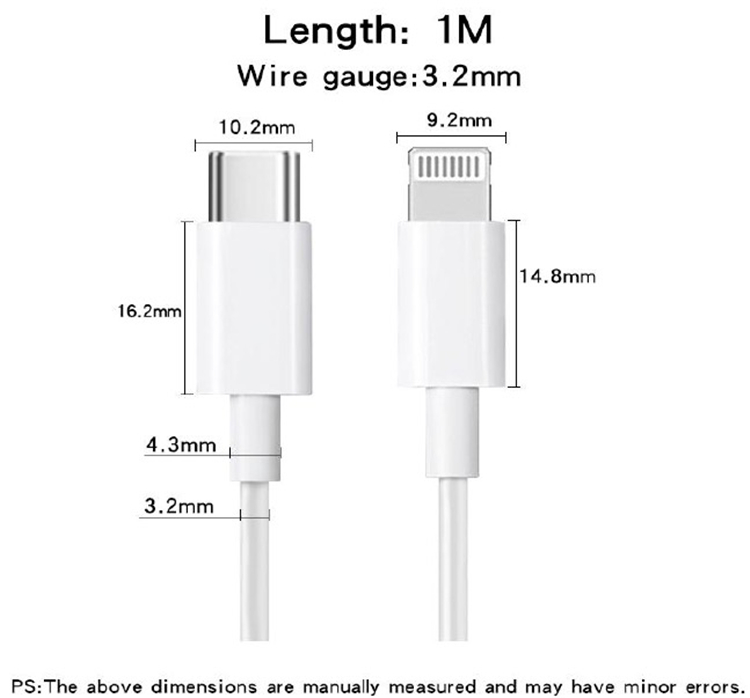 Length: 1M
Wire gauge:3.2mm
10.2mm
9.2mm
16.2mm
14.8mm
4.3mm
3.2mm
PS:The above dimensions are manually measured and may have minor errors.